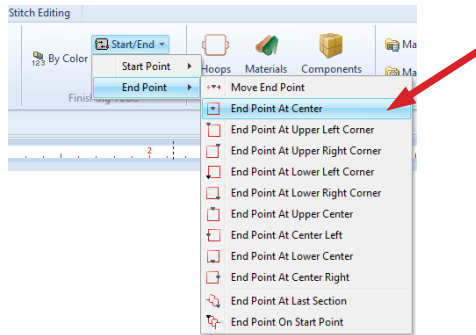 Stitch Editing
Start/End
123 By Color
Start Point
Hoops Materials Components
Ma
End Point
Move End Point
Ma
Finishing Tools
End Point At Center
End Point At Upper Left Corner
End Point At Upper Right Corner
2
End Point At Lower Left Corner
End Point At Lower Right Corner
End Point At Upper Center
End Point At Center Left
End Point At Lower Center
End Point At Center Right
End Point At Last Section
End Point On Start Point